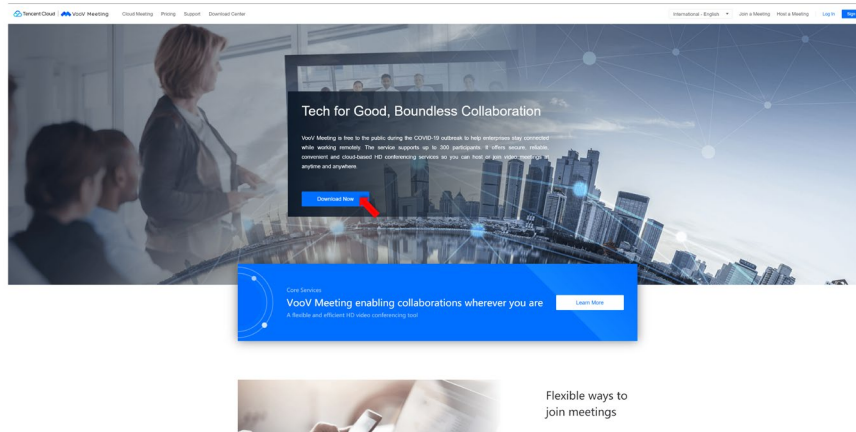 Tencent Cloud VooV Meeting Cloud Meeting Pricing Support Download Center International - English Join a Meeting Host a Meeting Log In Sign
Tech for Good, Boundless Collaboration
VooV Meeting is free to the public during the COVID-19 outbreak to help enterprises stay connected
while working remotely. The service supports up to 300 participants. It offers secure, reliable,
convenient and cloud-based HD conferencing services so you can host or join video meetings at
anytime and anywhere.
Download Now
Core Services
VooV Meeting enabling collaborations wherever you are
Learn More
A flexible and efficient HD video conferencing tool
Flexible ways to
join meetings